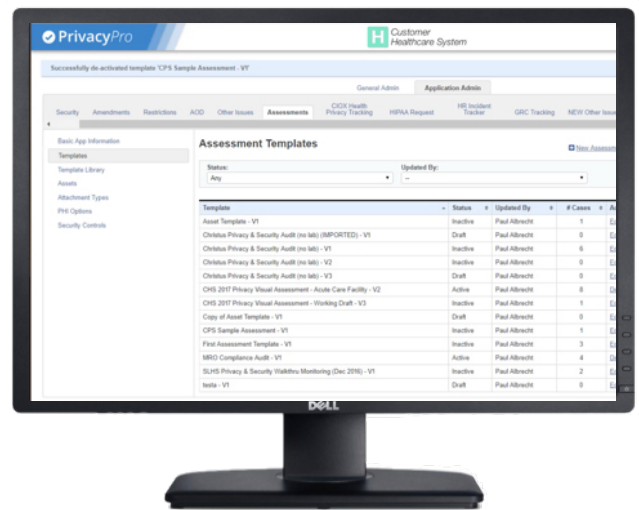 PrivacyPro
Customer
Healthcare System
Successfully de-activated template 'CPS Sample Assessment - V1'
General Admin Application Admin
Security Amendments Restrictions AOD Other Issues Assessments CIOX Health Privacy Tracking HIPAA Request HR Incident Tracker GRC Tracking NEW Other
Basic App Information
Templates
Template Library
Assets
Attachment Types
PHI Options
Security Controls
Assessment Templates
New
Status: Updated By:
Any --
Template Status Updated By # Cases
Asset Template - V1 Inactive Paul Albrecht 1
Christus Privacy & Security Audit (no lab) (IMPORTED) - V1 Draft Paul Albrecht 0
Christus Privacy & Security Audit (no lab) - V1 Inactive Paul Albrecht 6
Christus Privacy & Security Audit (no lab) - V2 Inactive Paul Albrecht 0
Christus Privacy & Security Audit (no lab) - V3 Draft Paul Albrecht 0
CHS 2017 Privacy Visual Assessment - Acute Care Facility - V2 Active Paul Albrecht 8
CHS 2017 Privacy Visual Assessment - Working Draft - V3 Inactive Paul Albrecht 1
Copy of Asset Template - V1 Draft Paul Albrecht 0
CPS Sample Assessment - V1 Inactive Paul Albrecht 1
First Assessment Template - V1 Inactive Paul Albrecht 3
MRO Compliance Audit - V1 Active Paul Albrecht 4
SLHS Privacy & Security Walkthru Monitoring (Dec 2016) - V1 Inactive Paul Albrecht 2
testa - V1 Draft Paul Albrecht 0
DELL